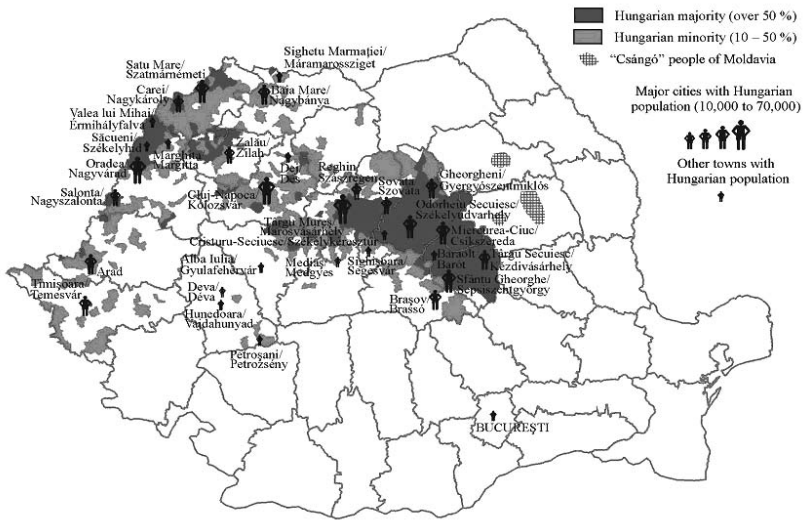 Hungarian majority (over 50 %)
Hungarian minority (10 – 50 %)
"Csángó" people of Moldavia
Major cities with Hungarian
population (10,000 to 70,000)
Other towns with
Hungarian population
Sighetu Marmației/
Máramarossziget
Satu Mare/
Szatmárnémeti
Carei/
Nagykároly
Baia Mare/
Nagybánya
Valea lui Mihai/
Érmihályfalva
Săcueni/
Székelyhíd
Marghita/
Margitta
Zalău/
Zilah
Oradea/
Nagyvárad
Dej/
Dés
Reghin/
Szászrégen
Sovata/
Szováta
Gheorgheni/
Gyergyószentmiklós
Salonta/
Nagyszalonta
Cluj-Napoca/
Kolozsvár
Odorheiu Secuiesc/
Székelyudvarhely
Târgu Mureș/
Marosvásárhely
Miercurea-Ciuc/
Csíkszereda
Cristuru-Seciuesc/Székelykeresztúr
Alba Iulia/
Gyulafehérvár
Mediaș/
Medgyes
Sighișoara/
Segesvár
Baraolt/
Barót
Târgu Secuiesc/
Kézdivásárhely
Arad
Timișoara/
Temesvár
Deva/
Déva
Sfântu Gheorghe/
Sepsiszentgyörgy
Hunedoara/
Vajdahunyad
Brașov/
Brassó
Petroșani/
Petrozsény
BUCUREȘTI